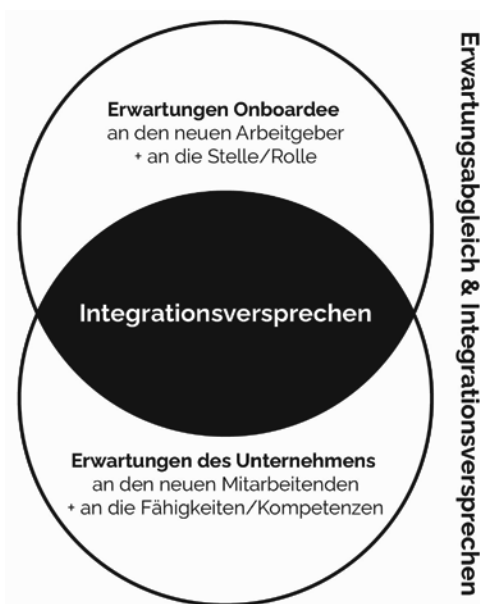 Erwartungen Onboardee
an den neuen Arbeitgeber
+ an die Stelle/Rolle
Integrationsversprechen
Erwartungen des Unternehmens
an den neuen Mitarbeitenden
+ an die Fähigkeiten/Kompetenzen
Erwartungsabgleich & Integrationsversprechen